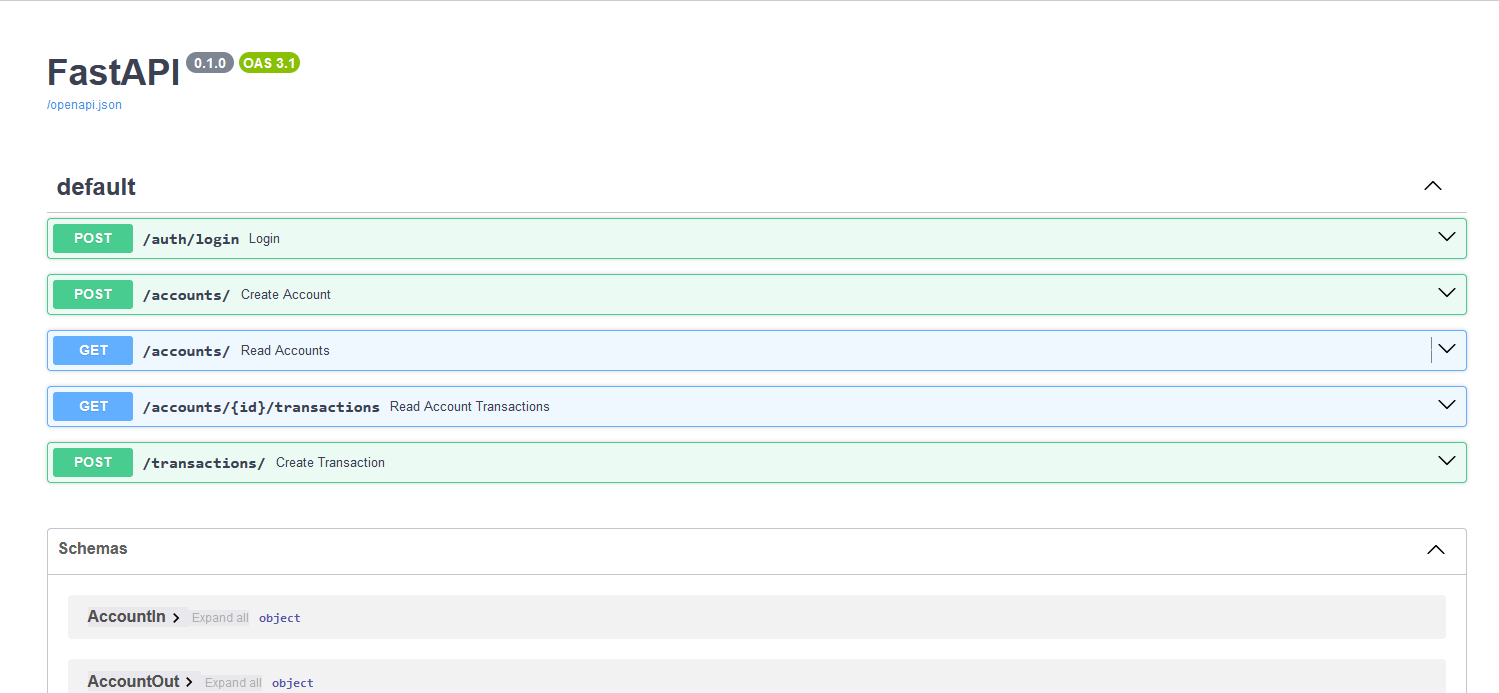 FastAPI 0.1.0 OAS 3.1
/openapi.json
default
POST /auth/login Login
POST /accounts/ Create Account
GET /accounts/ Read Accounts
GET /accounts/{id}/transactions Read Account Transactions
POST /transactions/ Create Transaction
Schemas
AccountIn Expand all object
AccountOut Expand all object